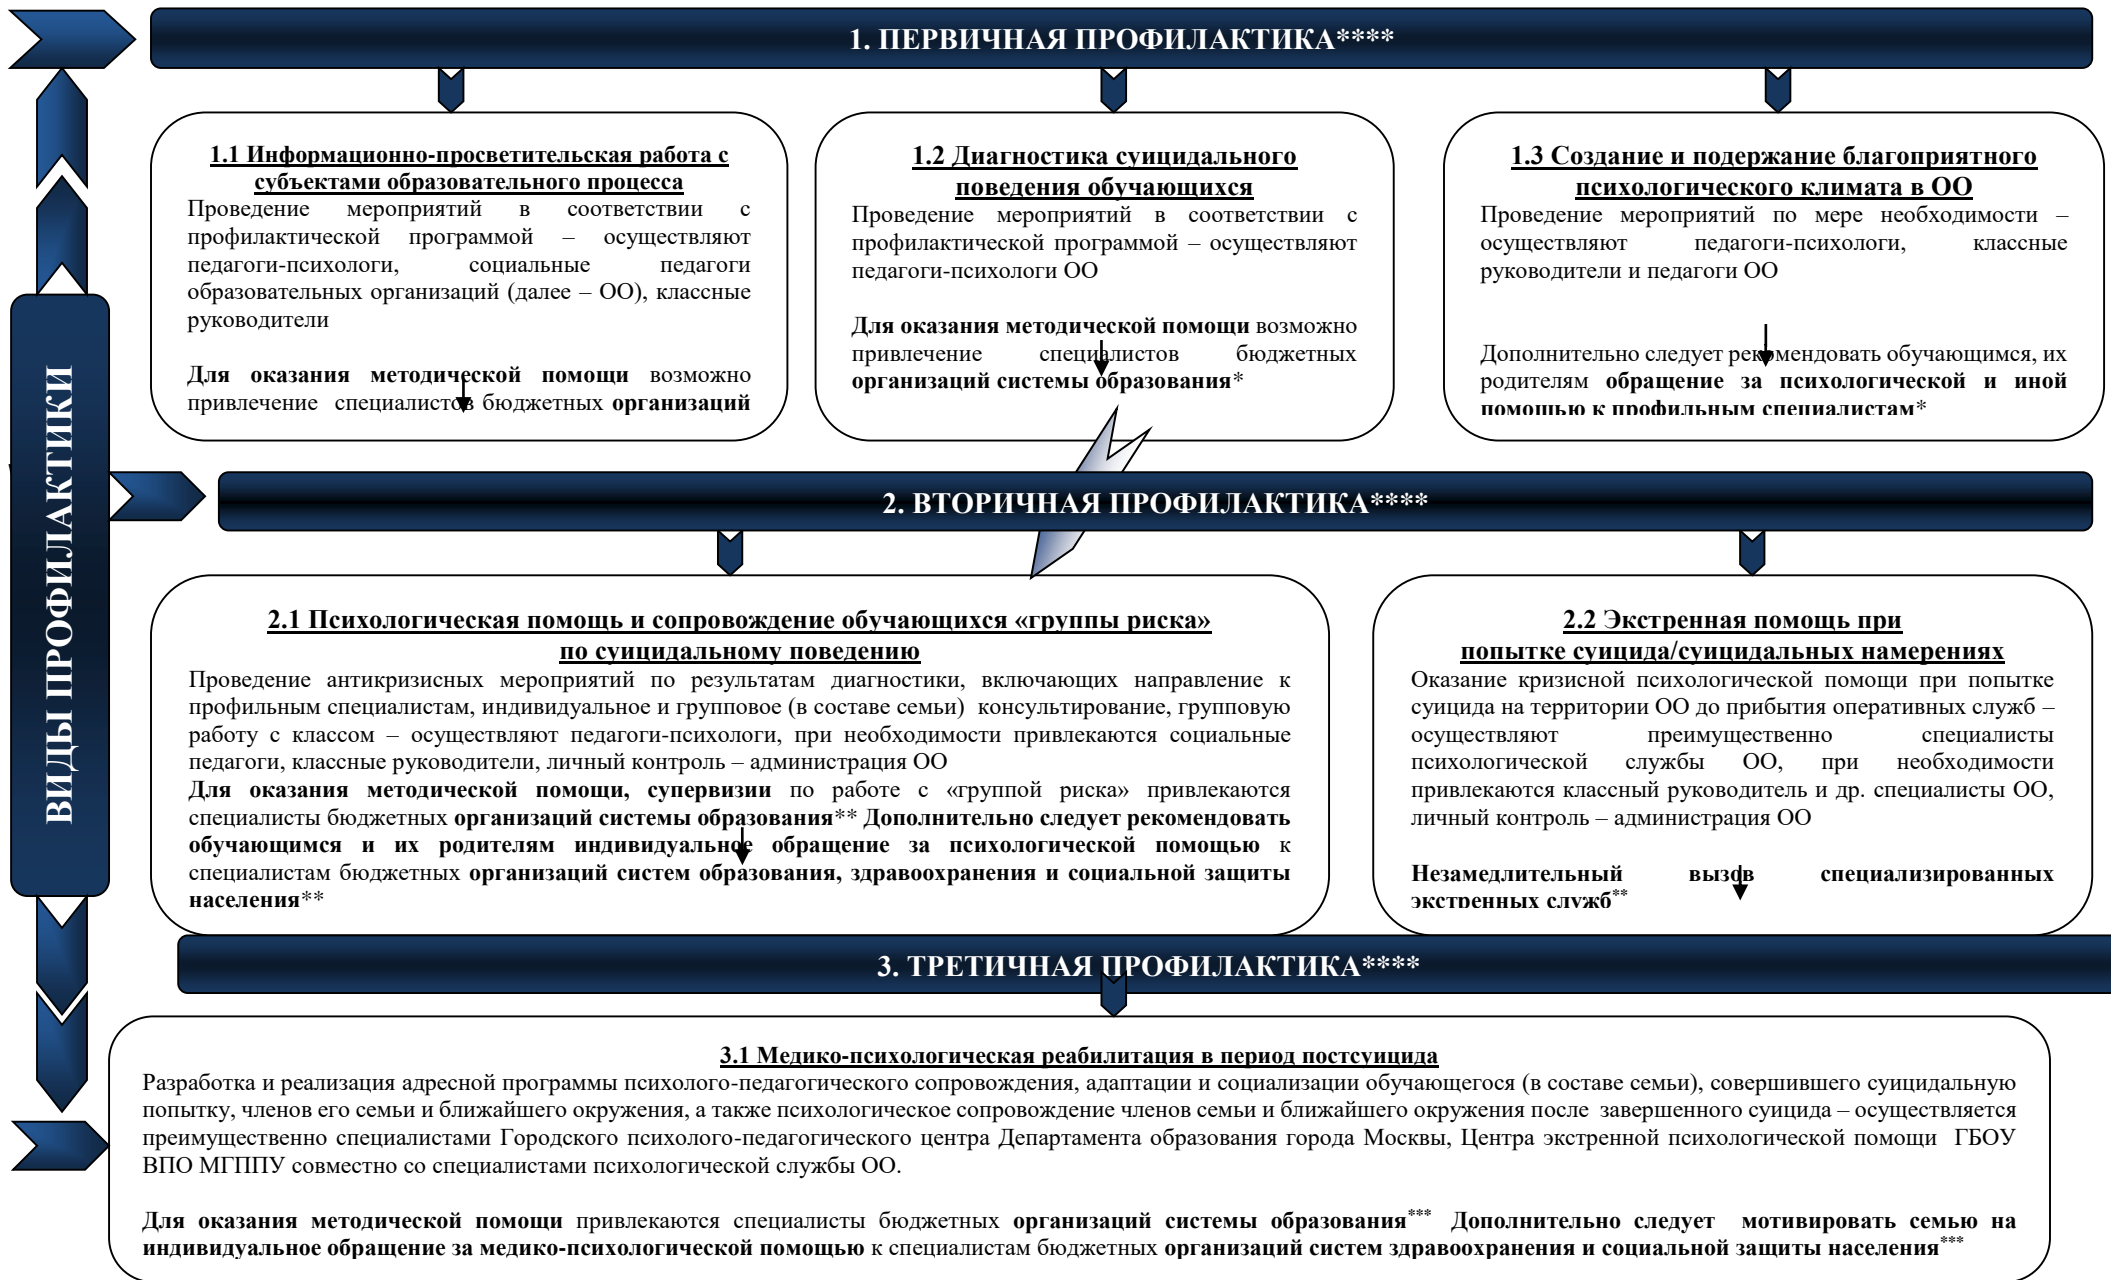 1. ПЕРВИЧНАЯ ПРОФИЛАКТИКА****
1.1 Информационно-просветительская работа с
субъектами образовательного процесса
Проведение мероприятий в соответствии с
профилактической программой – осуществляют
педагоги-психологи, социальные педагоги
образовательных организаций (далее – ОО), классные
руководители
Для оказания методической помощи возможно
привлечение специалистов бюджетных организаций
1.2 Диагностика суицидального
поведения обучающихся
Проведение мероприятий в соответствии с
профилактической программой – осуществляют
педагоги-психологи ОО
Для оказания методической помощи возможно
привлечение специалистов бюджетных
организаций системы образования*
1.3 Создание и подержание благоприятного
психологического климата в ОО
Проведение мероприятий по мере необходимости –
осуществляют педагоги-психологи, классные
руководители и педагоги ОО
Дополнительно следует рекомендовать обучающимся, их
родителям обращение за психологической и иной
помощью к профильным специалистам*
ВИДЫ ПРОФИЛАКТИКИ
2. ВТОРИЧНАЯ ПРОФИЛАКТИКА****
2.1 Психологическая помощь и сопровождение обучающихся «группы риска»
по суицидальному поведению
Проведение антикризисных мероприятий по результатам диагностики, включающих направление к
профильным специалистам, индивидуальное и групповое (в составе семьи) консультирование, групповую
работу с классом – осуществляют педагоги-психологи, при необходимости привлекаются социальные
педагоги, классные руководители, личный контроль – администрация ОО
Для оказания методической помощи, супервизии по работе с «группой риска» привлекаются
специалисты бюджетных организаций системы образования** Дополнительно следует рекомендовать
обучающимся и их родителям индивидуальное обращение за психологической помощью к
специалистам бюджетных организаций систем образования, здравоохранения и социальной защиты
населения**
2.2 Экстренная помощь при
попытке суицида/суицидальных намерениях
Оказание кризисной психологической помощи при попытке
суицида на территории ОО до прибытия оперативных служб –
осуществляют преимущественно специалисты
психологической службы ОО, при необходимости
привлекаются классный руководитель и др. специалисты ОО,
личный контроль – администрация ОО
Незамедлительный вызов специализированных
экстренных служб**
3. ТРЕТИЧНАЯ ПРОФИЛАКТИКА****
3.1 Медико-психологическая реабилитация в период постсуицида
Разработка и реализация адресной программы психолого-педагогического сопровождения, адаптации и социализации обучающегося (в составе семьи), совершившего суицидальную
попытку, членов его семьи и ближайшего окружения, а также психологическое сопровождение членов семьи и ближайшего окружения после завершенного суицида – осуществляется
преимущественно специалистами Городского психолого-педагогического центра Департамента образования города Москвы, Центра экстренной психологической помощи ГБОУ
ВПО МГППУ совместно со специалистами психологической службы ОО.
Для оказания методической помощи привлекаются специалисты бюджетных организаций системы образования*** Дополнительно следует мотивировать семью на
индивидуальное обращение за медико-психологической помощью к специалистам бюджетных организаций систем здравоохранения и социальной защиты населения***